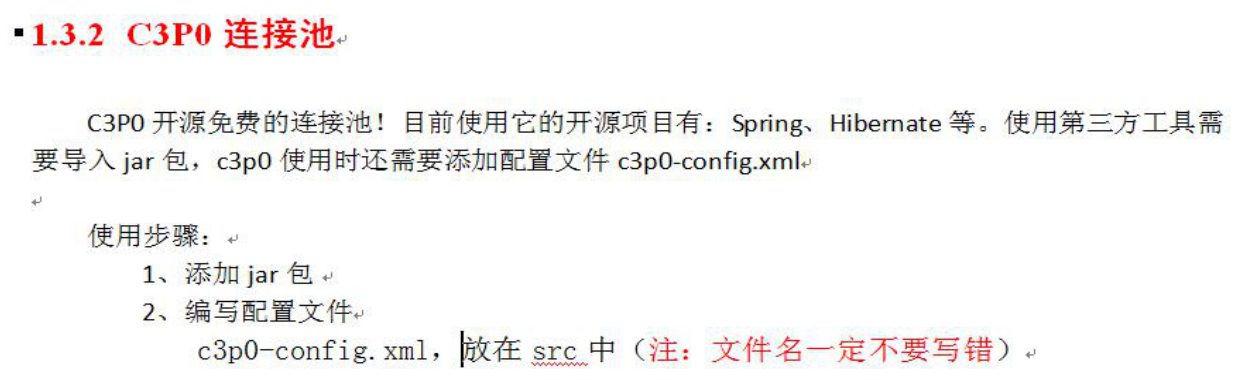 1.3.2 C3P0 连接池
C3P0 开源免费的连接池！目前使用它的开源项目有：Spring、Hibernate 等。使用第三方工具需
要导入 jar 包，c3p0 使用时还需要添加配置文件 c3p0-config.xml
使用步骤：
1、添加 jar 包
2、编写配置文件
c3p0-config.xml，放在 src 中（注：文件名一定不要写错）